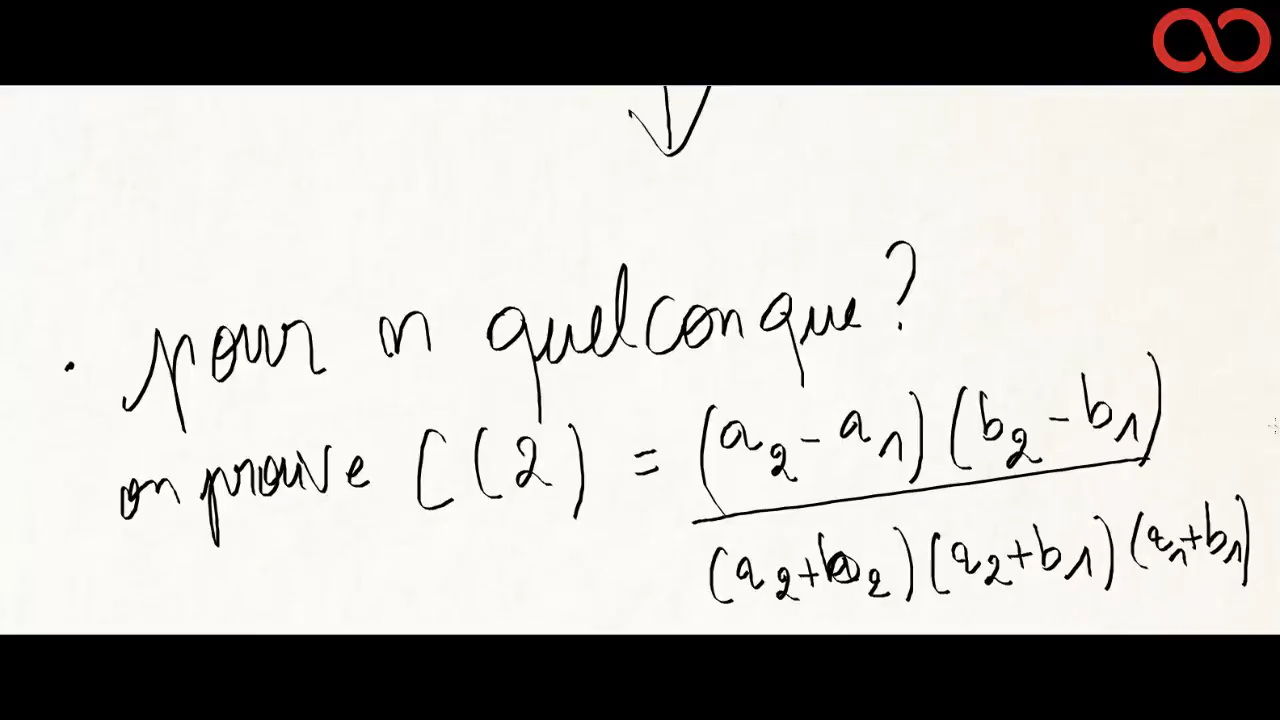 . pour n quelconque?
on prouve C(2) = (a₂ - a₁)(b₂ - b₁)
(a₂+b₂)(a₂+b₁)(a₁+b₁)